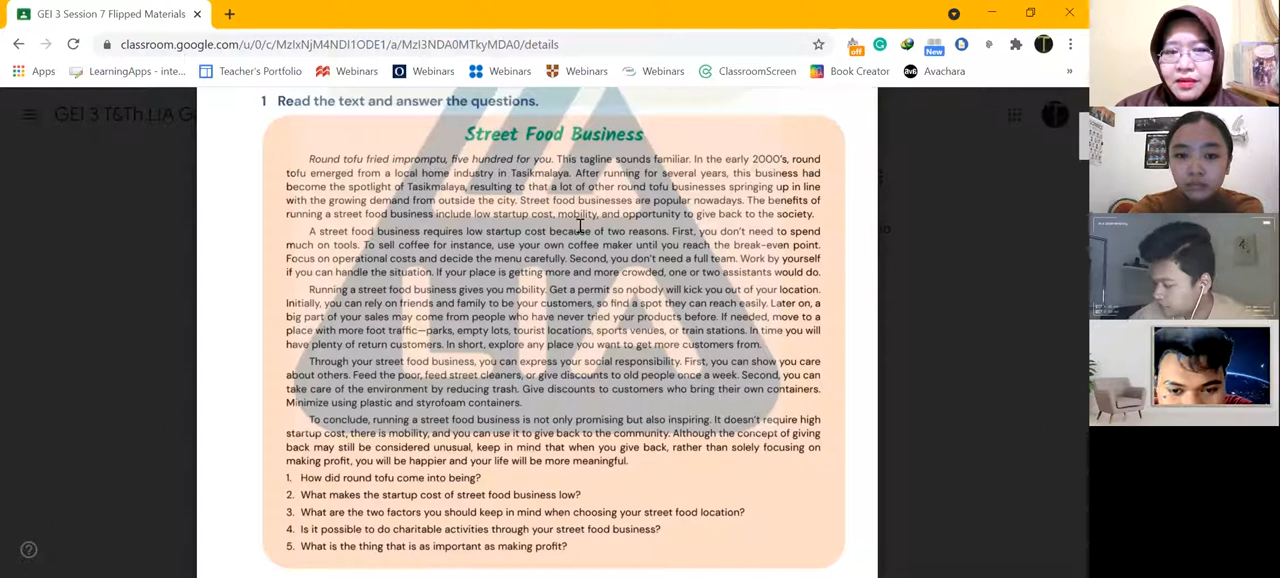 GEI 3 Session 7 Flipped Materials
classroom.google.com/u/0/c/MzIxNjM4NDI1ODE1/a/MzI3NDA0MTkyMDA0/details
off
New
Apps LearningApps - inte... Teacher's Portfolio Webinars Webinars Webinars Webinars Webinars ClassroomScreen Book Creator Avachara »
GEI 3 T&Th LIA G
1 Read the text and answer the questions.
Street Food Business
Round tofu fried impromptu, five hundred for you. This tagline sounds familiar. In the early 2000's, round
tofu emerged from a local home industry in Tasikmalaya. After running for several years, this business had
become the spotlight of Tasikmalaya, resulting to that a lot of other round tofu businesses springing up in line
with the growing demand from outside the city. Street food businesses are popular nowadays. The benefits of
running a street food business include low startup cost, mobility, and opportunity to give back to the society.
A street food business requires low startup cost because of two reasons. First, you don't need to spend
much on tools. To sell coffee for instance, use your own coffee maker until you reach the break-even point.
Focus on operational costs and decide the menu carefully. Second, you don't need a full team. Work by yourself
if you can handle the situation. If your place is getting more and more crowded, one or two assistants would do.
Running a street food business gives you mobility. Get a permit so nobody will kick you out of your location.
Initially, you can rely on friends and family to be your customers, so find a spot they can reach easily. Later on, a
big part of your sales may come from people who have never tried your products before. If needed, move to a
place with more foot traffic—parks, empty lots, tourist locations, sports venues, or train stations. In time you will
have plenty of return customers. In short, explore any place you want to get more customers from.
Through your street food business, you can express your social responsibility. First, you can show you care
about others. Feed the poor, feed street cleaners, or give discounts to old people once a week. Second, you can
take care of the environment by reducing trash. Give discounts to customers who bring their own containers.
Minimize using plastic and styrofoam containers.
To conclude, running a street food business is not only promising but also inspiring. It doesn't require high
startup cost, there is mobility, and you can use it to give back to the community. Although the concept of giving
back may still be considered unusual, keep in mind that when you give back, rather than solely focusing on
making profit, you will be happier and your life will be more meaningful.
1. How did round tofu come into being?
2. What makes the startup cost of street food business low?
3. What are the two factors you should keep in mind when choosing your street food location?
4. Is it possible to do charitable activities through your street food business?
5. What is the thing that is as important as making profit?